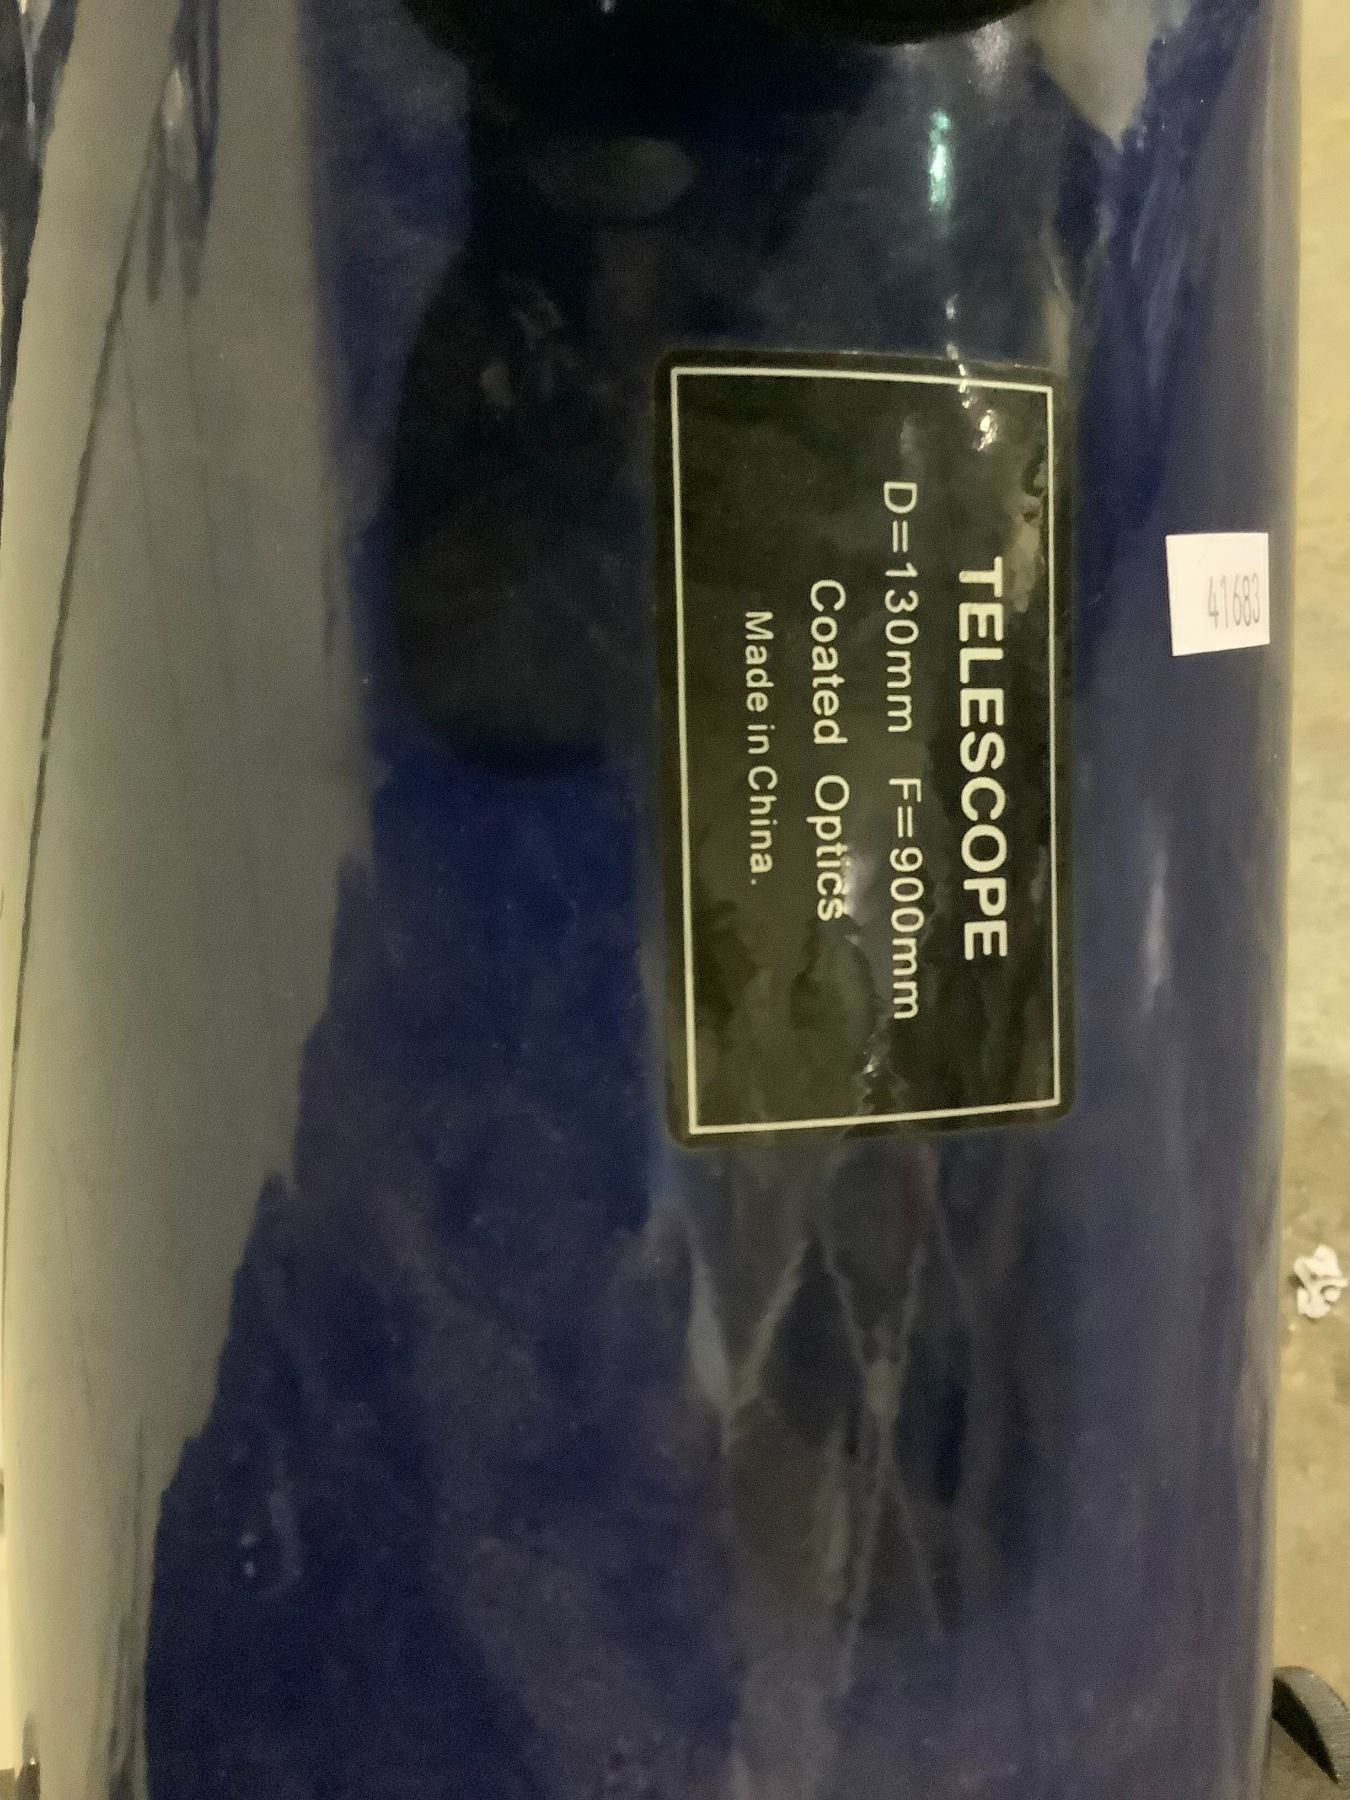 TELESCOPE
D=130mm F=900mm
Coated Optics
Made in China.
41683